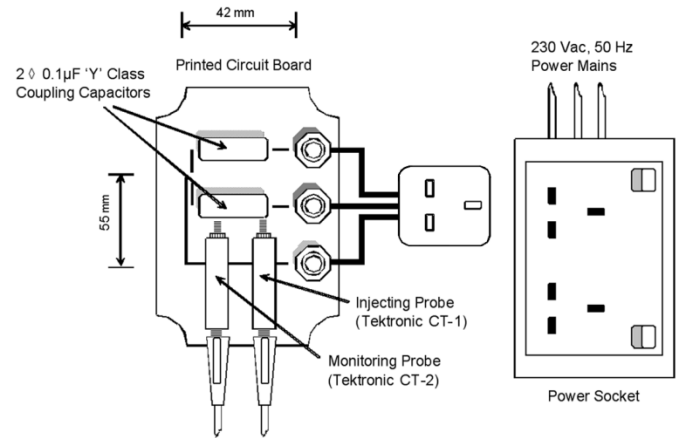 42 mm
Printed Circuit Board
2 ◊ 0.1µF ‘Y’ Class
Coupling Capacitors
55 mm
Injecting Probe
(Tektronic CT-1)
Monitoring Probe
(Tektronic CT-2)
230 Vac, 50 Hz
Power Mains
Power Socket